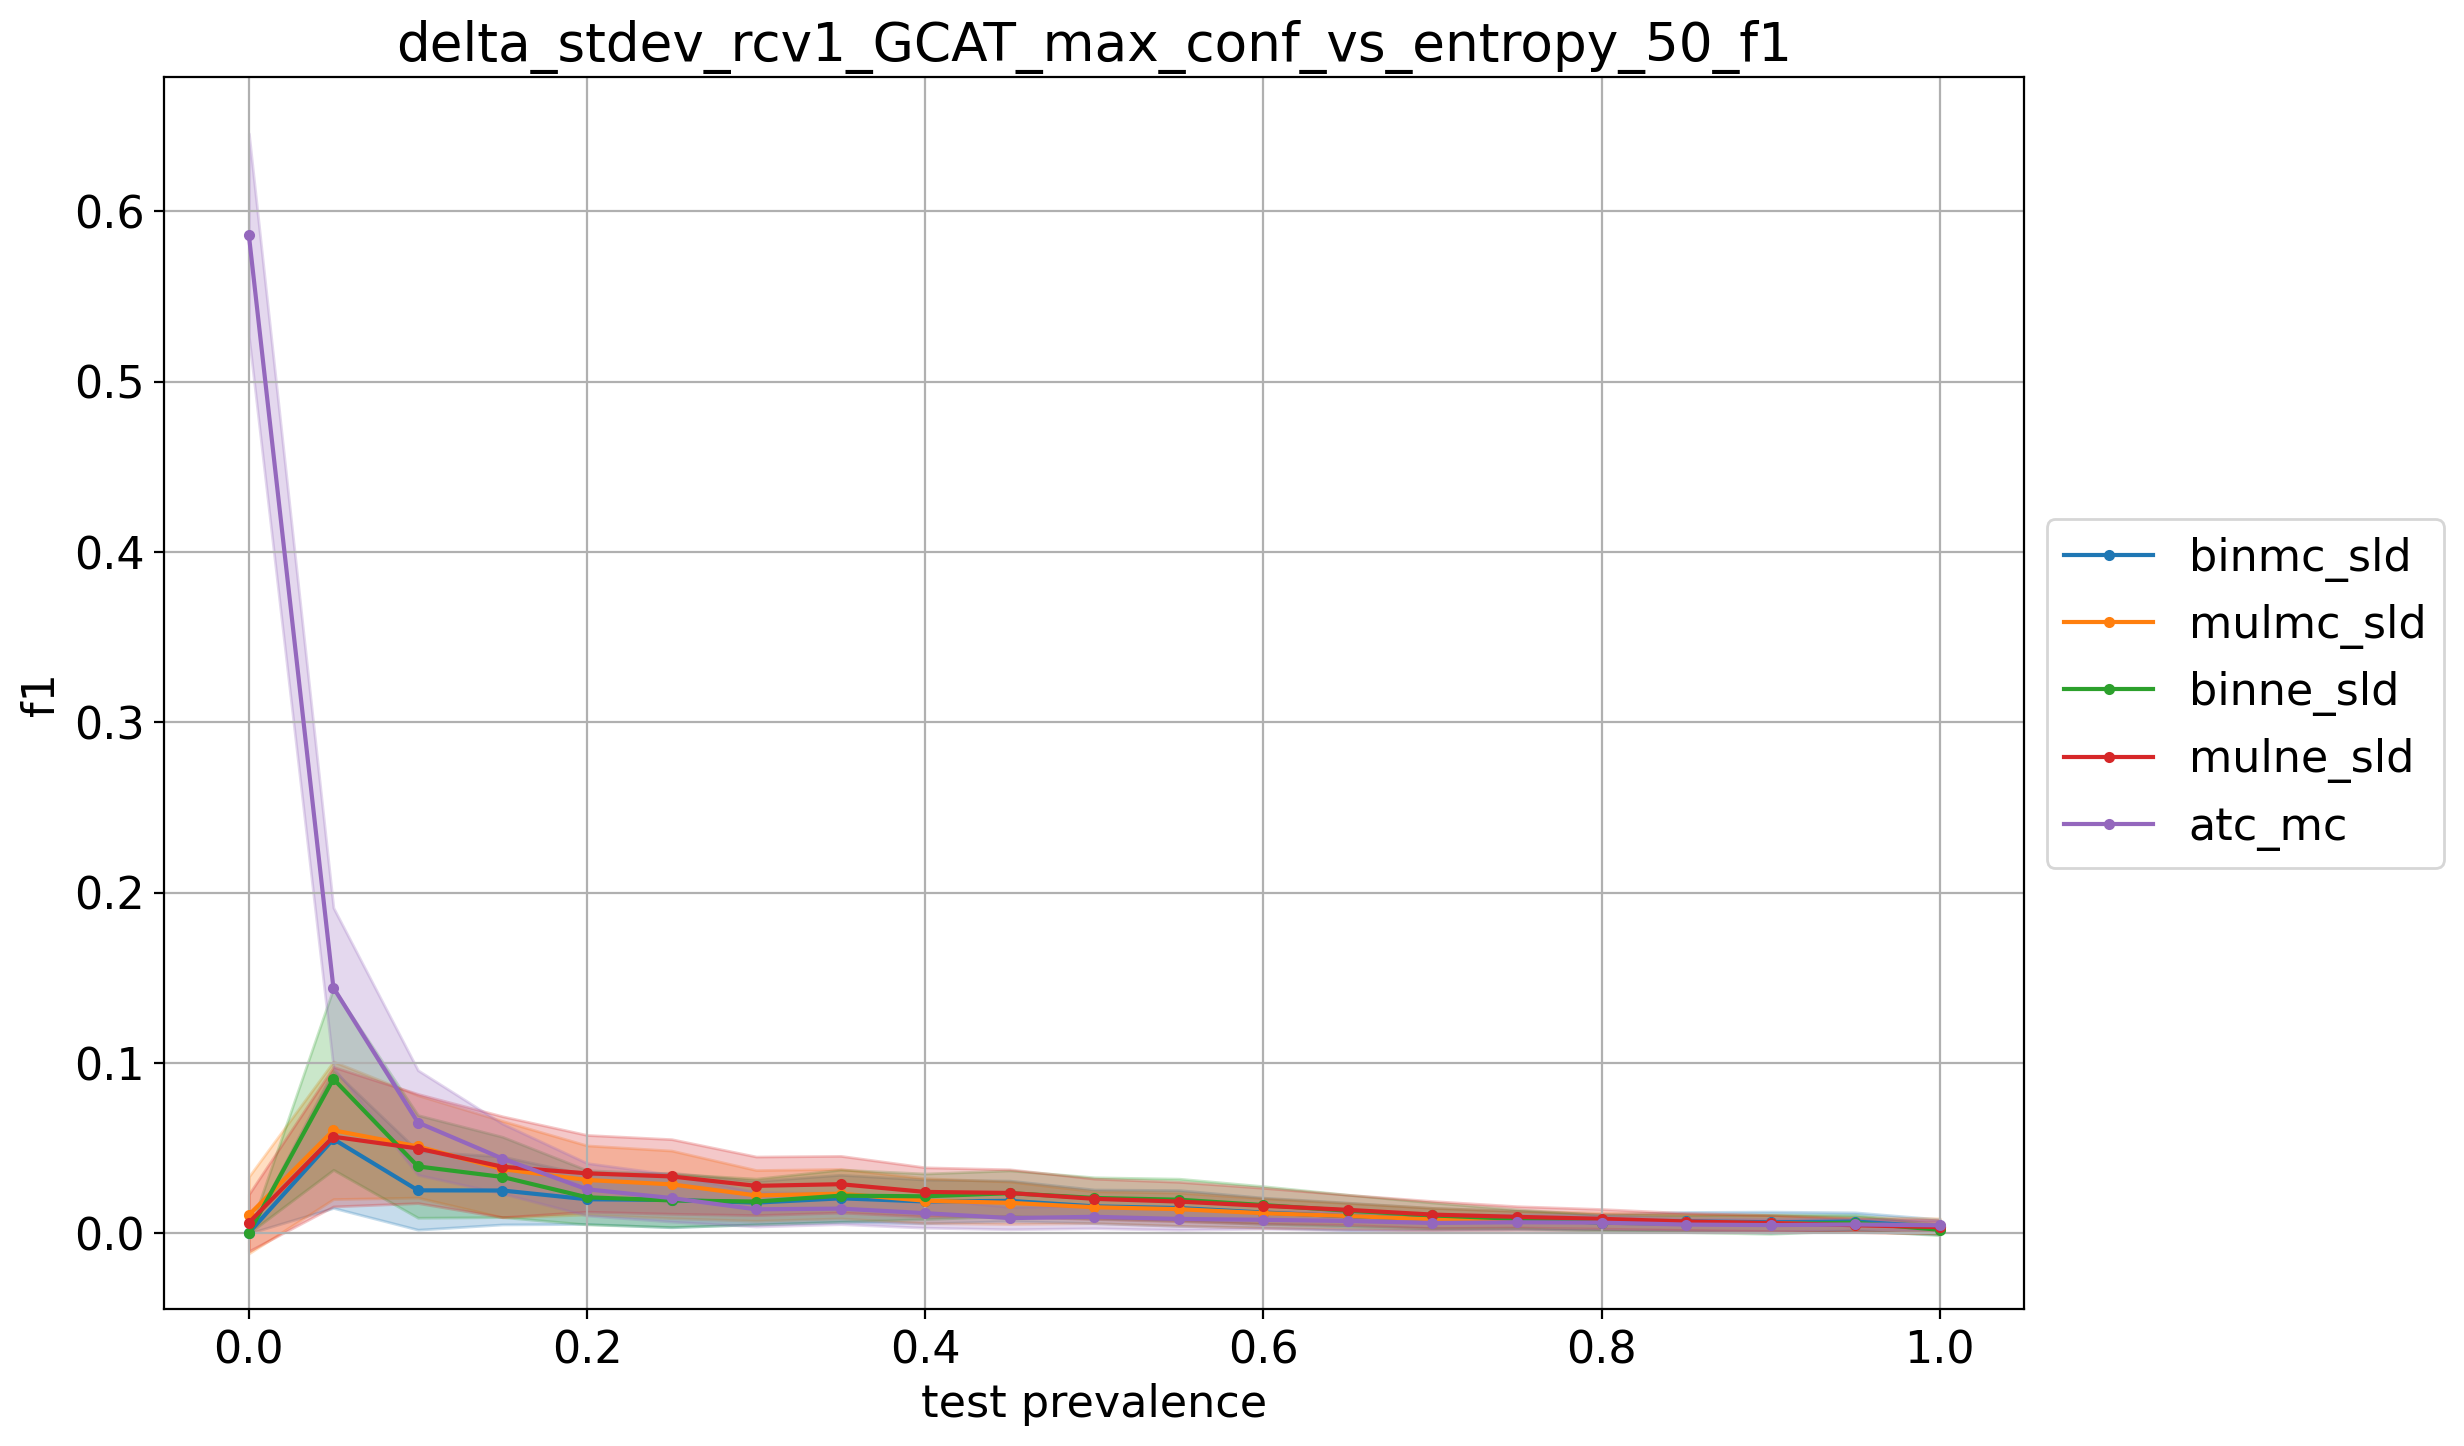 delta_stdev_rcv1_GCAT_max_conf_vs_entropy_50_f1
f1
0.6
0.5
0.4
0.3
0.2
0.1
0.0
0.0 0.2 0.4 0.6 0.8 1.0
test prevalence
binmc_sld
mulmc_sld
binne_sld
mulne_sld
atc_mc